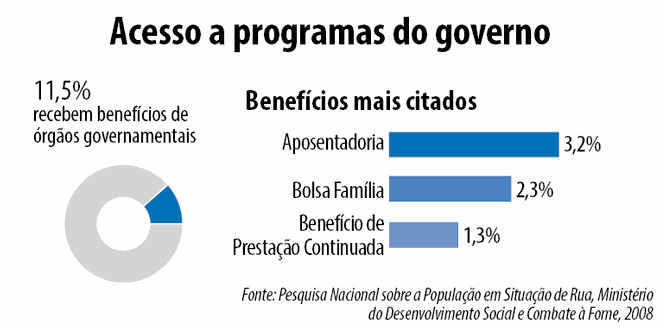 Acesso a programas do governo
11,5%
recebem benefícios de
órgãos governamentais
Benefícios mais citados
Aposentadoria 3,2%
Bolsa Família 2,3%
Benefício de
Prestação Continuada 1,3%
Fonte: Pesquisa Nacional sobre a População em Situação de Rua, Ministério
do Desenvolvimento Social e Combate à Fome, 2008